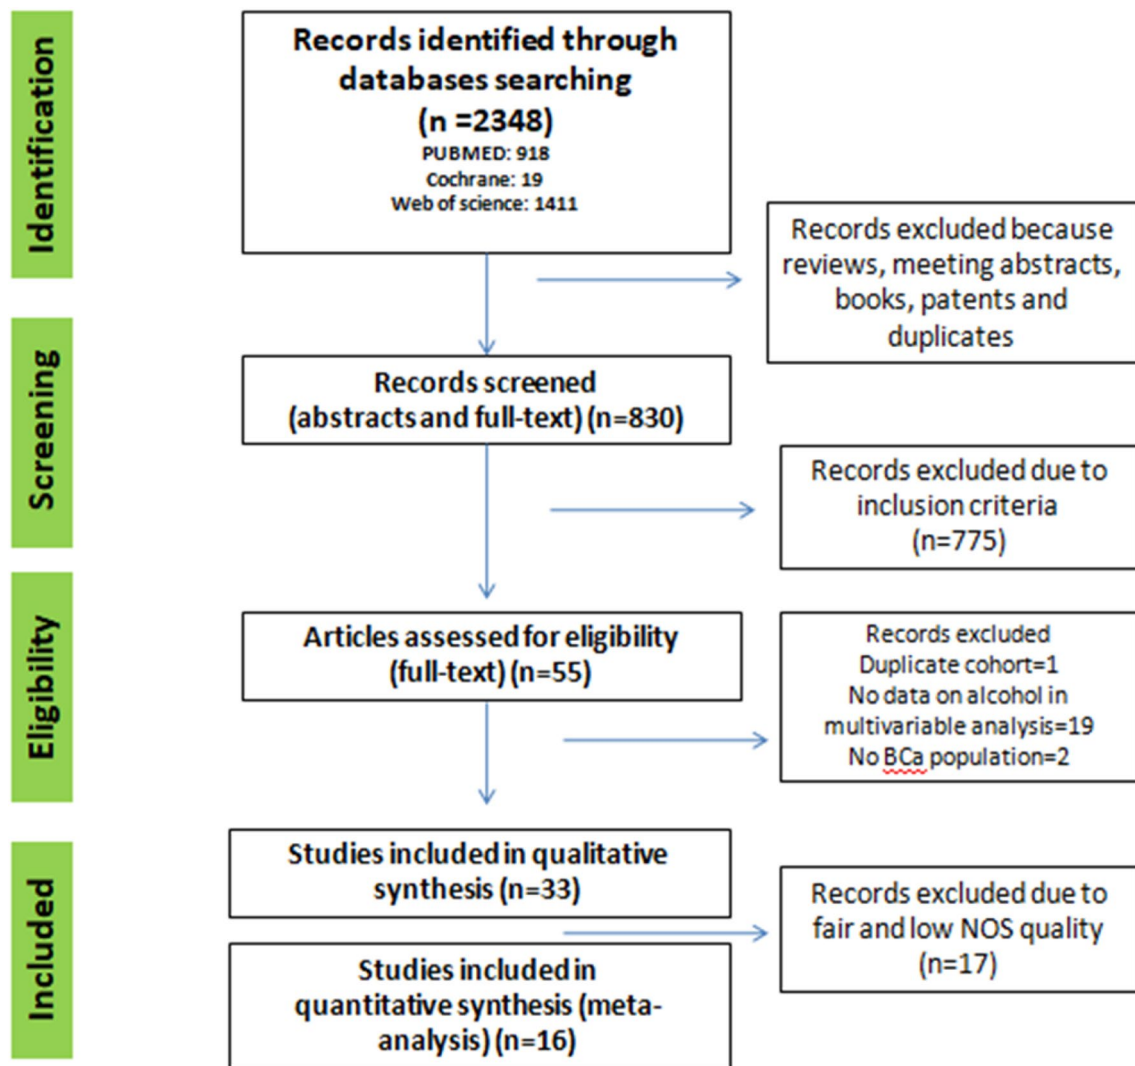 Identification
Records identified through
databases searching
(n =2348)
PUBMED: 918
Cochrane: 19
Web of science: 1411
Records excluded because
reviews, meeting abstracts,
books, patents and
duplicates
Screening
Records screened
(abstracts and full-text) (n=830)
Records excluded due to
inclusion criteria
(n=775)
Eligibility
Articles assessed for eligibility
(full-text) (n=55)
Records excluded
Duplicate cohort=1
No data on alcohol in
multivariable analysis=19
No BCa population=2
Included
Studies included in qualitative
synthesis (n=33)
Records excluded due to
fair and low NOS quality
(n=17)
Studies included in
quantitative synthesis (meta-
analysis) (n=16)